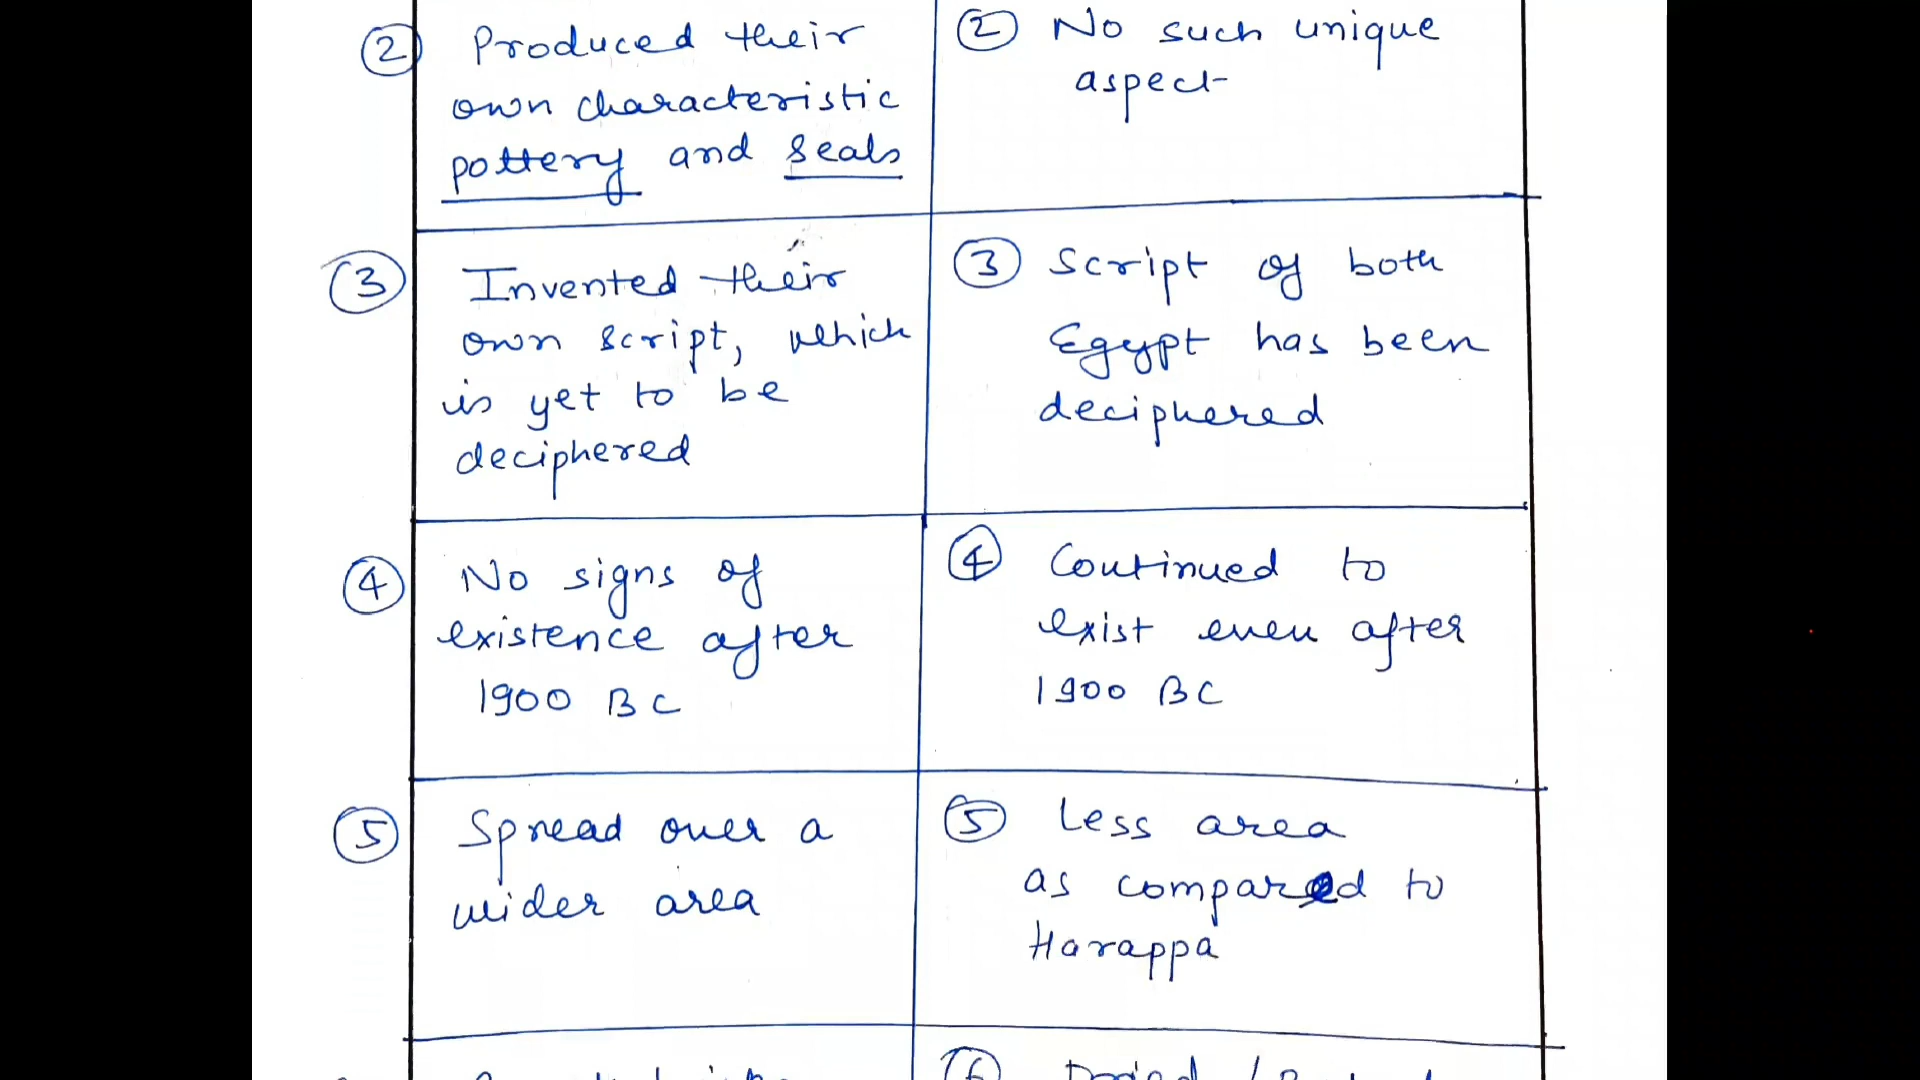 ② Produced their
own characteristic
pottery and seals
② No such unique
aspect
③ Invented their
own script, which
is yet to be
deciphered
③ Script of both
Egypt has been
deciphered
④ No signs of
existence after
1900 BC
④ Continued to
exist even after
1900 BC
⑤ Spread over a
wider area
⑤ Less area
as compared to
Harappa
⑥